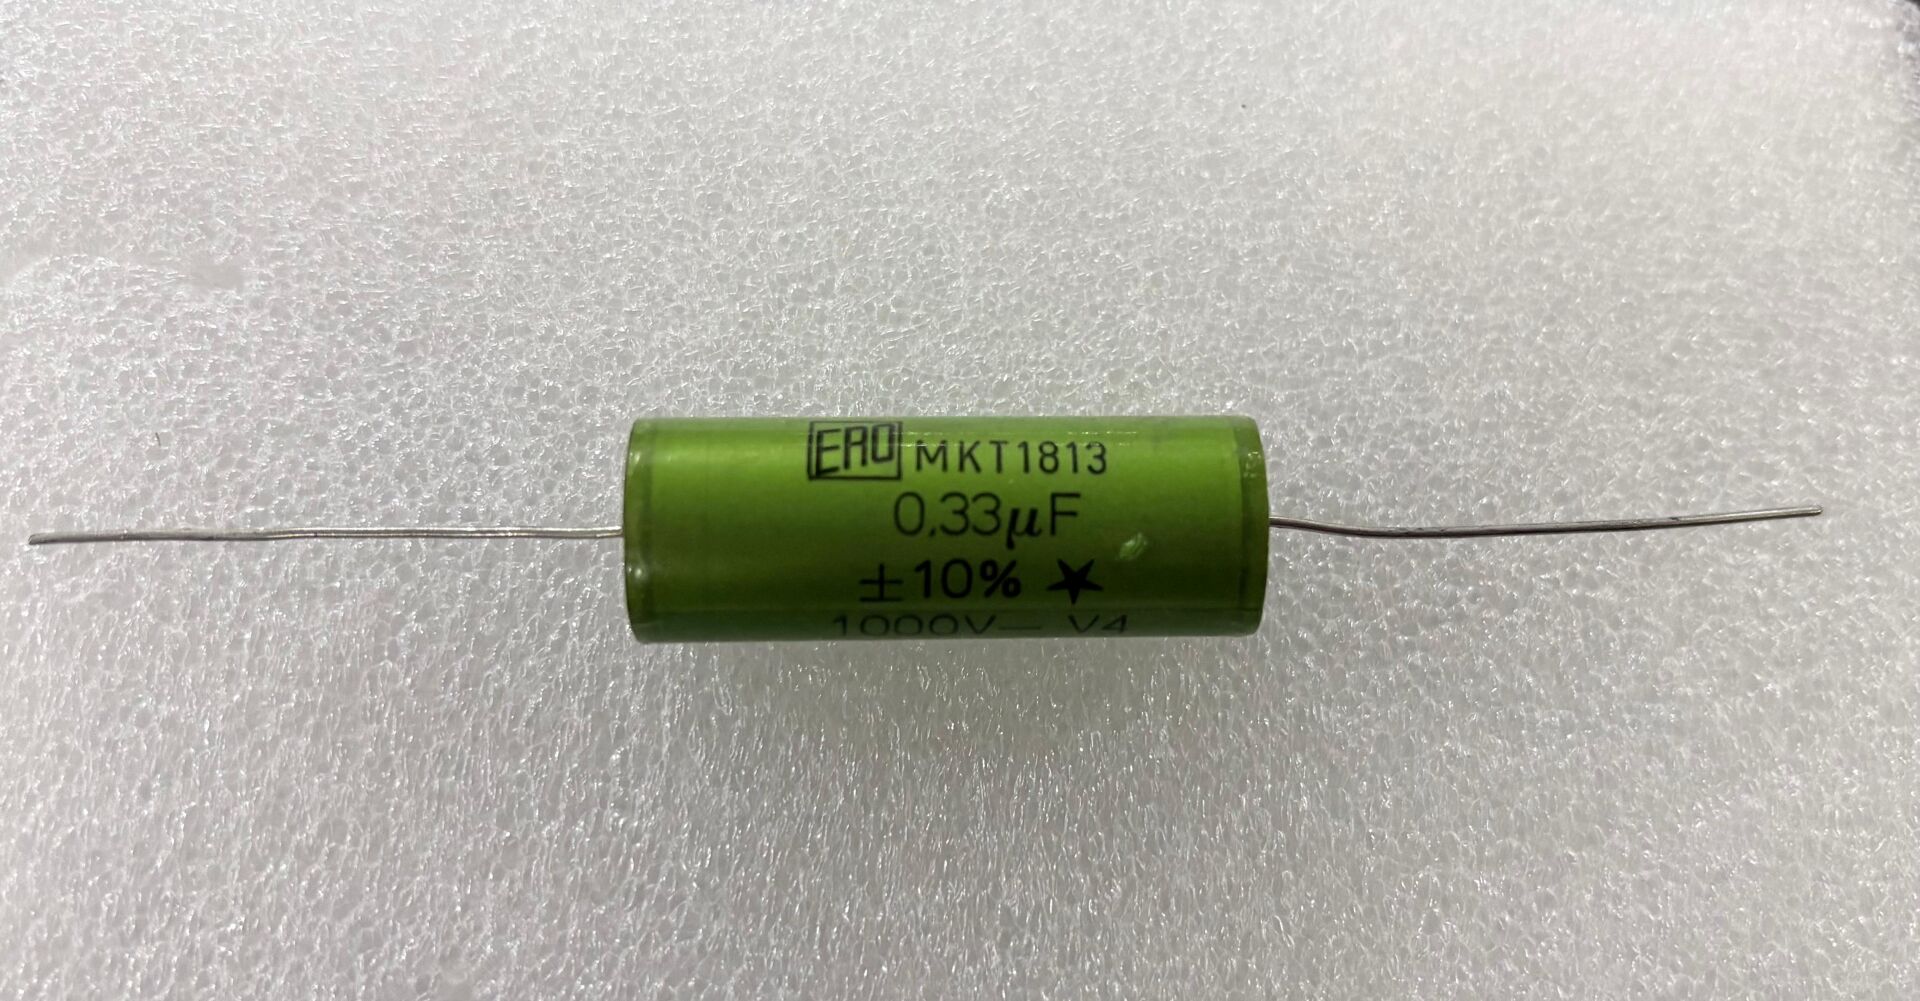 ERO MKT1813
0,33µF
±10% ★
1000V— V4